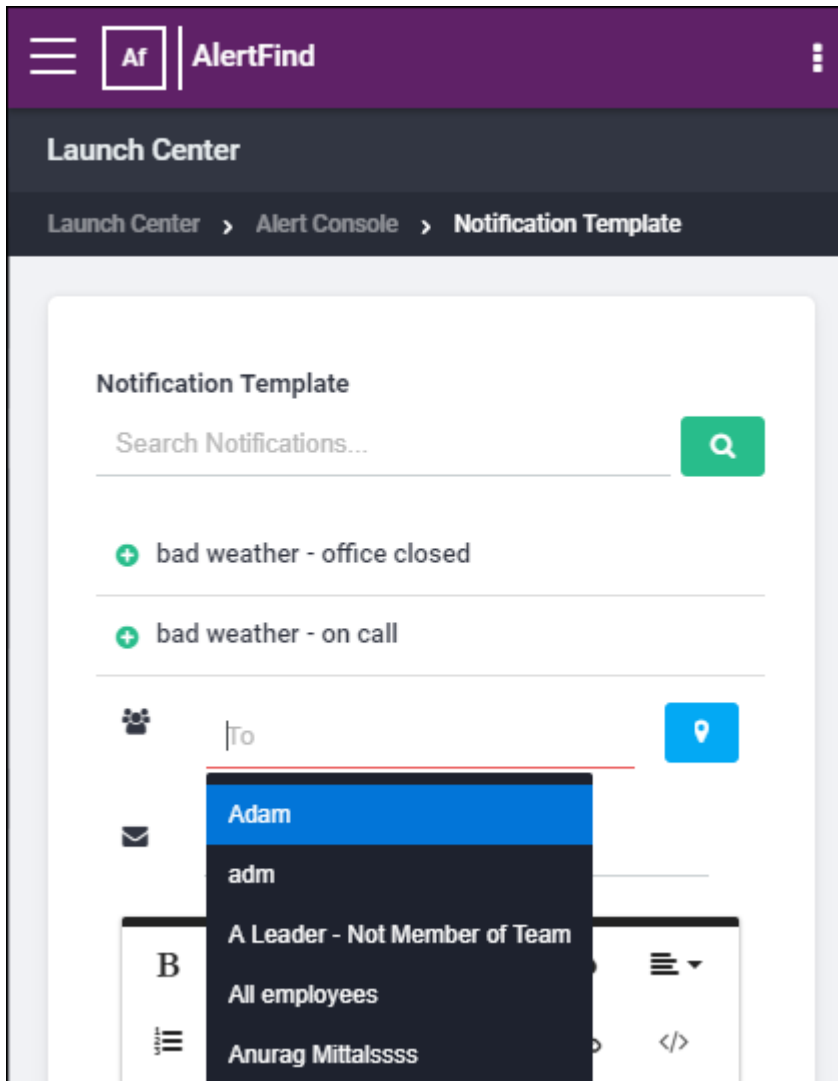 Af AlertFind
Launch Center
Launch Center > Alert Console > Notification Template
Notification Template
Search Notifications...
bad weather - office closed
bad weather - on call
To
Adam
adm
A Leader - Not Member of Team
B
All employees
Anurag Mittalssss
</>